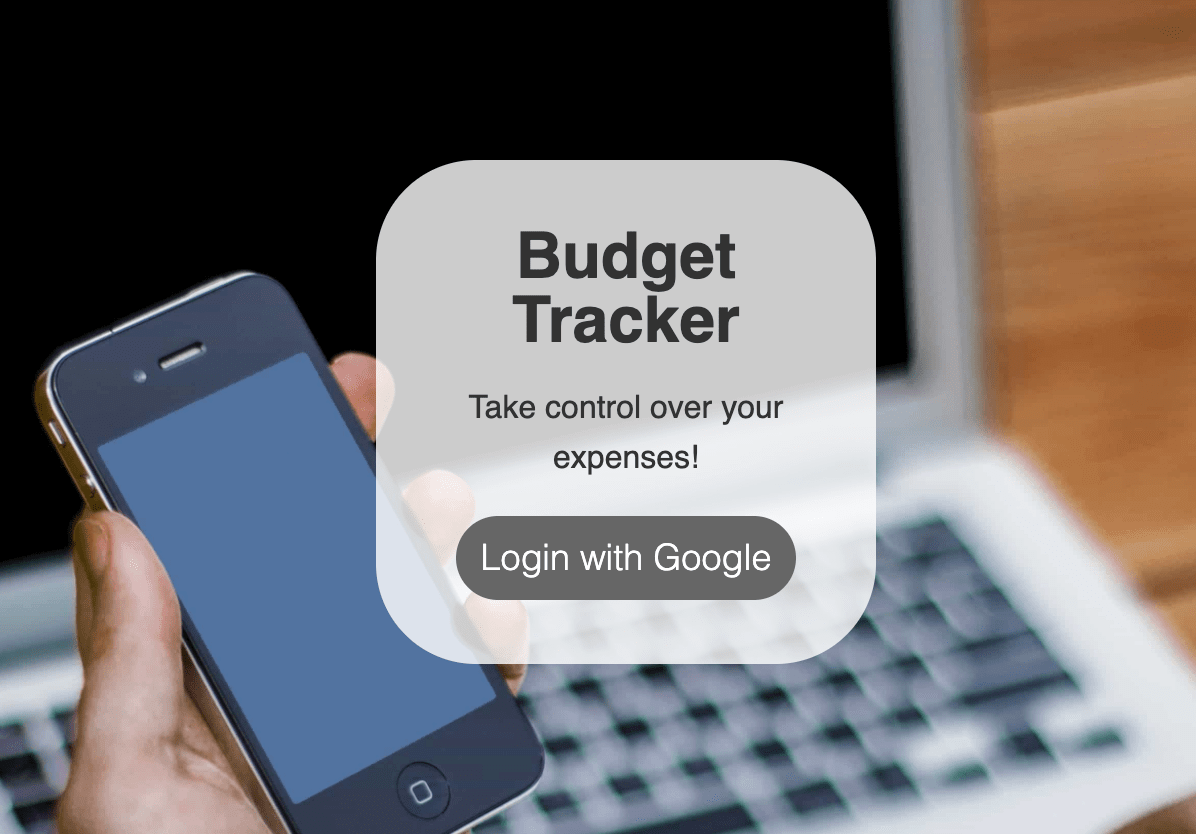 Budget
Tracker
Take control over your
expenses!
Login with Google